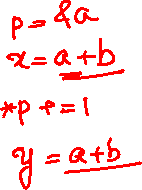 p = &a
x = a+b
*p += 1
y = a+b